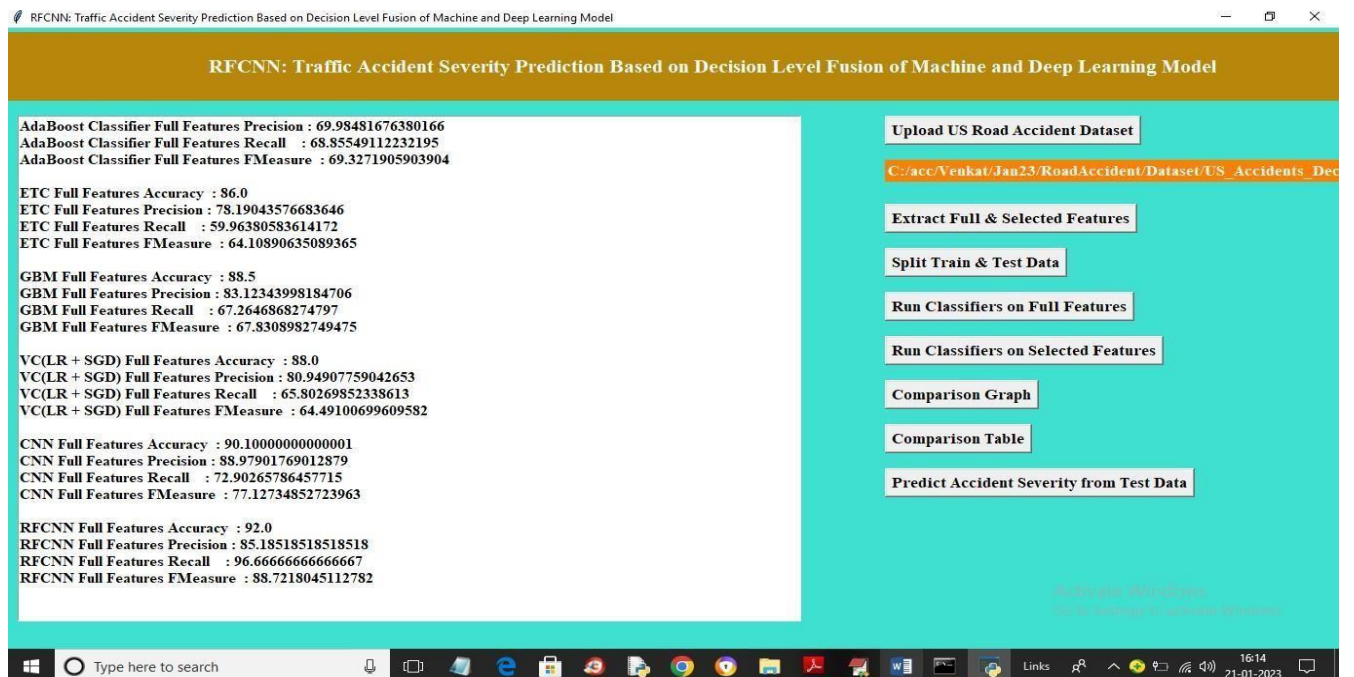 RFCNN: Traffic Accident Severity Prediction Based on Decision Level Fusion of Machine and Deep Learning Model
RFCNN: Traffic Accident Severity Prediction Based on Decision Level Fusion of Machine and Deep Learning Model
AdaBoost Classifier Full Features Precision : 69.98481676380166
AdaBoost Classifier Full Features Recall : 68.85549112232195
AdaBoost Classifier Full Features FMeasure : 69.3271905903904
ETC Full Features Accuracy : 86.0
ETC Full Features Precision : 78.19043576683646
ETC Full Features Recall : 59.96380583614172
ETC Full Features FMeasure : 64.10890635089365
GBM Full Features Accuracy : 88.5
GBM Full Features Precision : 83.12343998184706
GBM Full Features Recall : 67.2646868274797
GBM Full Features FMeasure : 67.8308982749475
VC(LR + SGD) Full Features Accuracy : 88.0
VC(LR + SGD) Full Features Precision : 80.94907759042653
VC(LR + SGD) Full Features Recall : 65.80269852338613
VC(LR + SGD) Full Features FMeasure : 64.49100699609582
CNN Full Features Accuracy : 90.10000000000001
CNN Full Features Precision : 88.97901769012879
CNN Full Features Recall : 72.90265786457715
CNN Full Features FMeasure : 77.12734852723963
RFCNN Full Features Accuracy : 92.0
RFCNN Full Features Precision : 85.18518518518518
RFCNN Full Features Recall : 96.66666666666667
RFCNN Full Features FMeasure : 88.7218045112782
Upload US Road Accident Dataset
C:/acc/Venkat/Jan23/RoadAccident/Dataset/US_Accidents_Dec
Extract Full & Selected Features
Split Train & Test Data
Run Classifiers on Full Features
Run Classifiers on Selected Features
Comparison Graph
Comparison Table
Predict Accident Severity from Test Data
Activate Windows
Go to Settings to activate Windows.
Type here to search
Links
16:14
21-01-2023